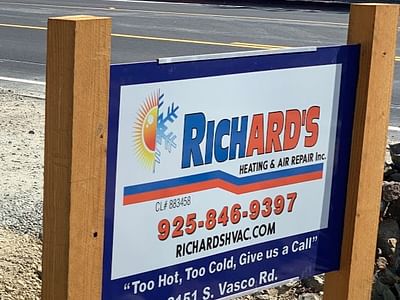 RICHARD'S
HEATING & AIR REPAIR Inc.
CL# 883458
925-846-9397
RICHARDSHVAC.COM
"Too Hot, Too Cold, Give us a Call"
3151 S. Vasco Rd.